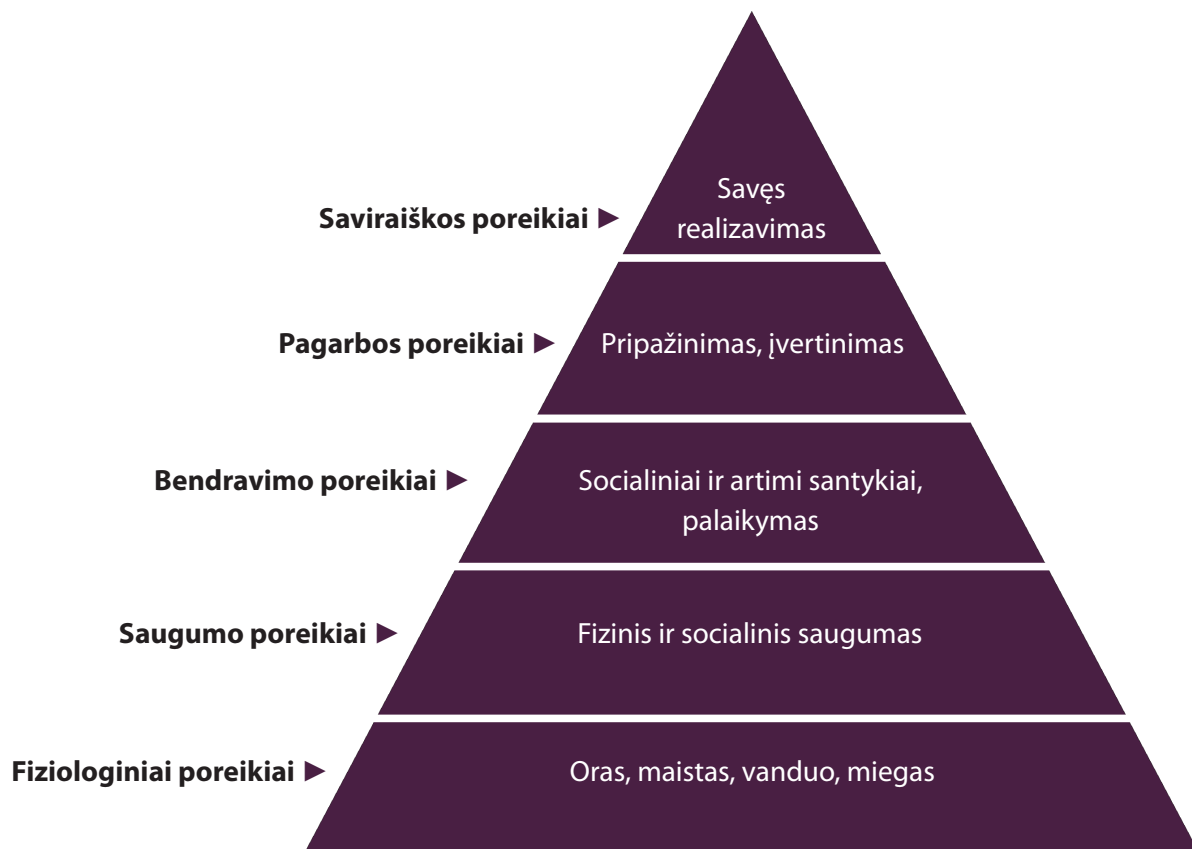 Saviraiškos poreikiai ▶
Savęs
realizavimas
Pagarbos poreikiai ▶
Pripažinimas, įvertinimas
Bendravimo poreikiai ▶
Socialiniai ir artimi santykiai,
palaikymas
Saugumo poreikiai ▶
Fizinis ir socialinis saugumas
Fiziologiniai poreikiai ▶
Oras, maistas, vanduo, miegas